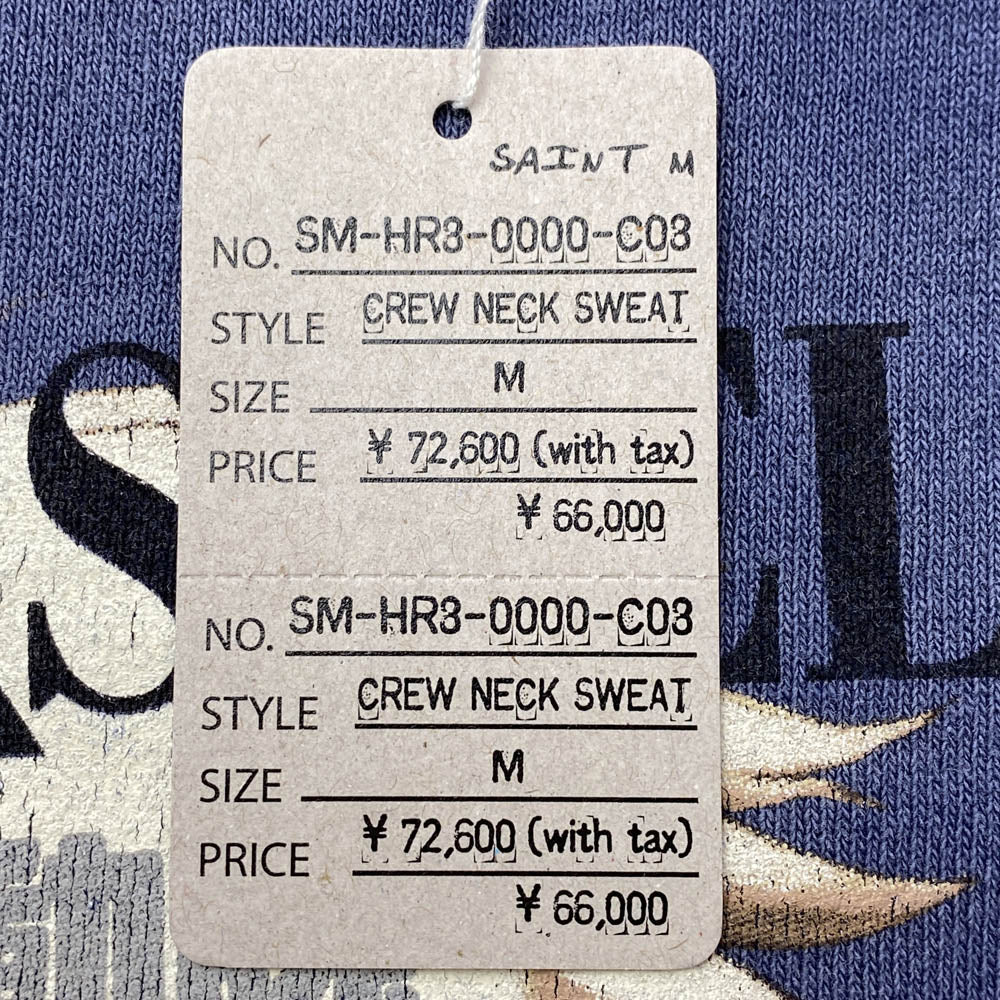 SAINT M
NO. SM-HR3-0000-C03
STYLE CREW NECK SWEAT
SIZE M
PRICE ¥ 72,600 (with tax)
¥ 66,000
NO. SM-HR3-0000-C03
STYLE CREW NECK SWEAT
SIZE M
PRICE ¥ 72,600 (with tax)
¥ 66,000